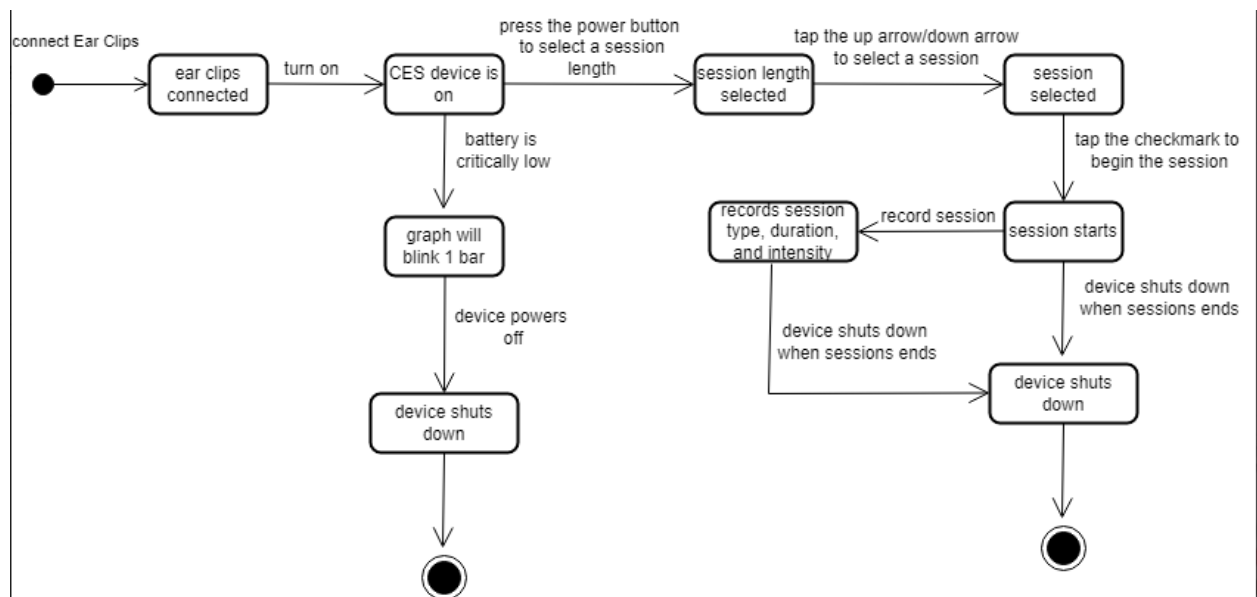 connect Ear Clips
ear clips
connected
turn on
CES device is
on
press the power button
to select a session
length
session length
selected
tap the up arrow/down arrow
to select a session
session
selected
battery is
critically low
tap the checkmark to
begin the session
graph will
blink 1 bar
records session
type, duration,
and intensity
record session
session starts
device powers
off
device shuts down
when sessions ends
device shuts down
when sessions ends
device shuts
down
device shuts
down